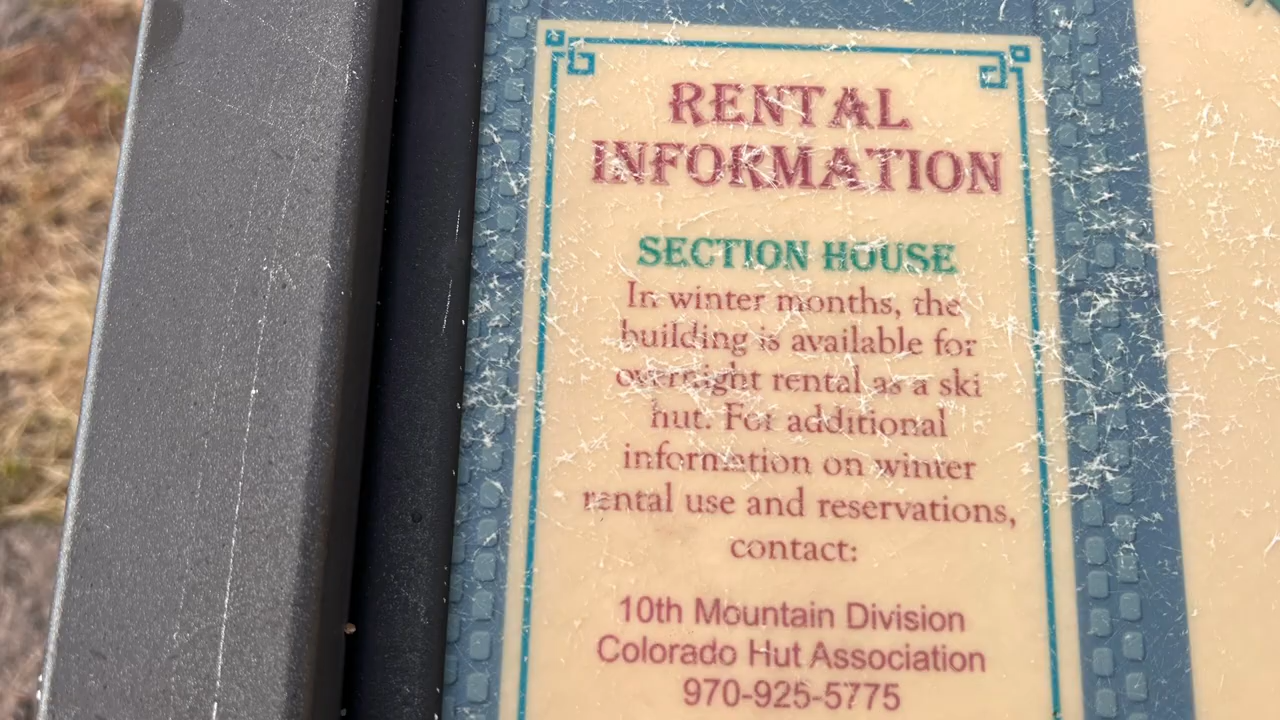 RENTAL
INFORMATION
SECTION HOUSE
In winter months, the
building is available for
overnight rental as a ski
hut. For additional
information on winter
rental use and reservations,
contact:
10th Mountain Division
Colorado Hut Association
970-925-5775